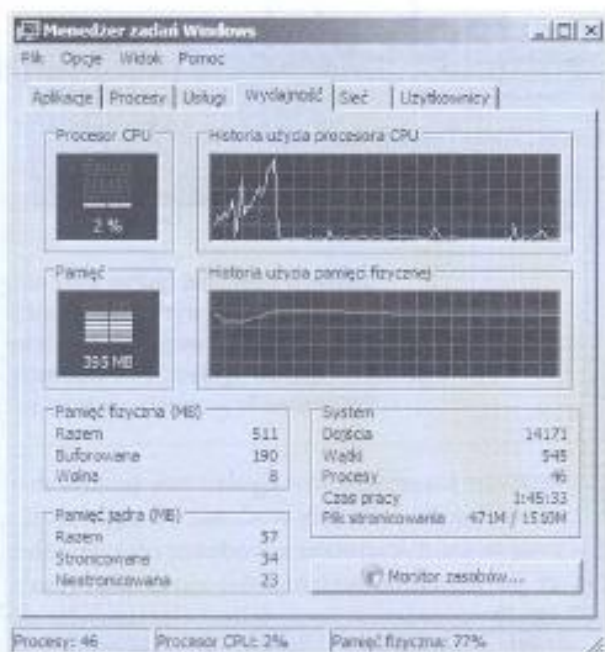 Menedżer zadań Windows
Plik Opcje Widok Pomoc
Aplikacje Procesy Usługi Wydajność Sieć Użytkownicy
Procesor CPU
Historia użycia procesora CPU
2 %
Pamięć
Historia użycia pamięci fizycznej
395 MB
Pamięć fizyczna (MB)
Razem 511
Buforowane 190
Wolna 8
System
Dojścia 14171
Wątki 545
Procesy 46
Czas pracy 1:45:33
Plik stronicowania 471M / 1510M
Pamięć jądra (MB)
Razem 57
Stronicowane 34
Niestronicowana 23
Monitor zasobów...
Procesy: 46 Procesor CPU: 2% Pamięć fizyczna: 77%